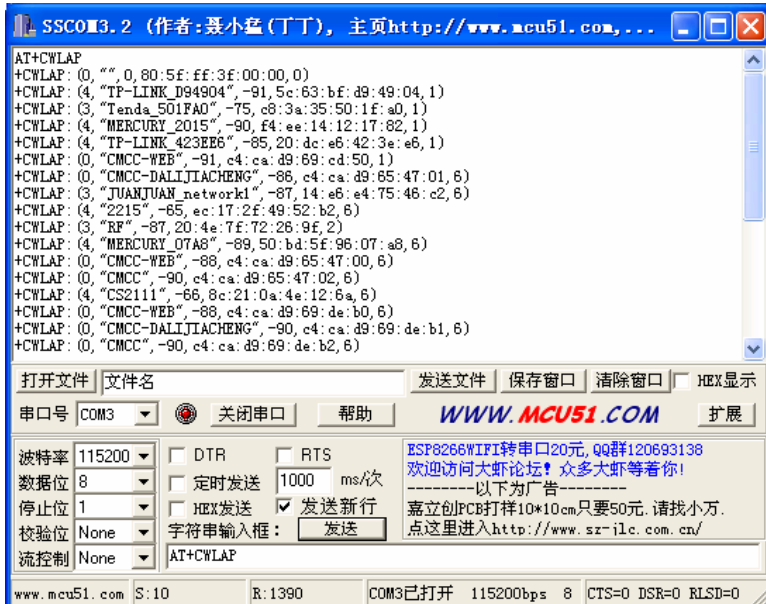 SSCOM3.2 (作者:聂小猛(丁丁), 主页http://www.mcu51.com,...
AT+CWLAP
+CWLAP: (0, "",0,80:5f:ff:3f:00:00,0)
+CWLAP: (4, "TP-LINK_D94904",-91,5c:63:bf:d9:49:04,1)
+CWLAP: (3, "Tenda_501FA0",-75,c8:3a:35:50:1f:a0,1)
+CWLAP: (4, "MERCURY_2015",-90,f4:ee:14:12:17:82,1)
+CWLAP: (4, "TP-LINK_423EE6",-85,20:dc:e6:42:3e:e6,1)
+CWLAP: (0, "CMCC-WEB",-91,c4:ca:d9:69:cd:50,1)
+CWLAP: (0, "CMCC-DALIJIACHENG",-86,c4:ca:d9:65:47:01,6)
+CWLAP: (3, "JUANJUAN_network1",-87,14:e6:e4:75:46:c2,6)
+CWLAP: (4, "2215",-65,ec:17:2f:49:52:b2,6)
+CWLAP: (3, "RF",-87,20:4e:7f:72:26:9f,2)
+CWLAP: (4, "MERCURY_07A8",-89,50:bd:5f:96:07:a8,6)
+CWLAP: (0, "CMCC-WEB",-88,c4:ca:d9:65:47:00,6)
+CWLAP: (0, "CMCC",-90,c4:ca:d9:65:47:02,6)
+CWLAP: (4, "CS2111",-66,8c:21:0a:4e:12:6a,6)
+CWLAP: (0, "CMCC-WEB",-88,c4:ca:d9:69:de:b0,6)
+CWLAP: (0, "CMCC-DALIJIACHENG",-90,c4:ca:d9:69:de:b1,6)
+CWLAP: (0, "CMCC",-90,c4:ca:d9:69:de:b2,6)
打开文件 文件名 发送文件 保存窗口 清除窗口 HEX显示
串口号 COM3 关闭串口 帮助 WWW.MCU51.COM 扩展
波特率 115200 DTR RTS
数据位 8 定时发送 1000 ms/次
停止位 1 HEX发送 发送新行
校验位 None 字符串输入框: 发送
流控制 None AT+CWLAP
ESP8266WIFI转串口20元,QQ群120693138
欢迎访问大虾论坛! 众多大虾等着你!
--------以下为广告--------
嘉立创PCB打样10*10cm只要50元.请找小万.
点这里进入http://www.sz-jlc.com.cn/
www.mcu51.com S:10 R:1390 COM3已打开 115200bps 8 CTS=0 DSR=0 RLSD=0